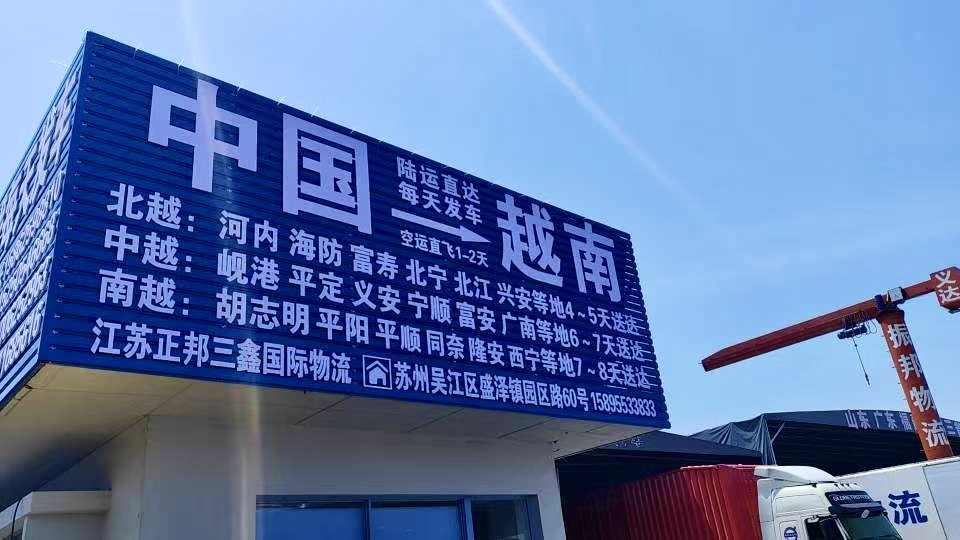 中国 → 越南
陆运直达
每天发车
空运直飞1-2天
北越：河内 海防 富寿 北宁 北江 兴安等地4~5天送达
中越：岘港 平定 义安 宁顺 富安 广南等地6~7天送达
南越：胡志明 平阳 平顺 同奈 隆安 西宁等地7~8天送达
江苏正邦三鑫国际物流 苏州吴江区盛泽镇园区路60号 15895533833
义达
振邦物流
山东 广东
流